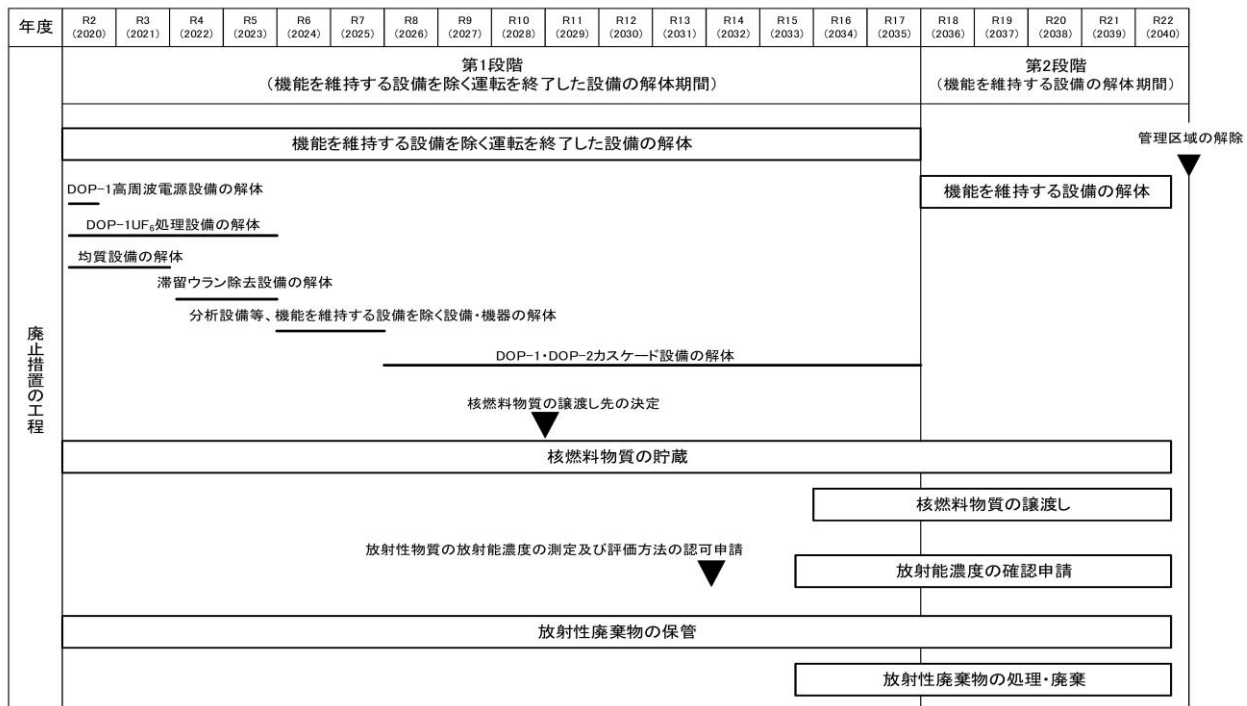 年度 R2 R3 R4 R5 R6 R7 R8 R9 R10 R11 R12 R13 R14 R15 R16 R17 R18 R19 R20 R21 R22
(2020) (2021) (2022) (2023) (2024) (2025) (2026) (2027) (2028) (2029) (2030) (2031) (2032) (2033) (2034) (2035) (2036) (2037) (2038) (2039) (2040)
廃止措置の工程
第1段階
(機能を維持する設備を除く運転を終了した設備の解体期間)
第2段階
(機能を維持する設備の解体期間)
機能を維持する設備を除く運転を終了した設備の解体
管理区域の解除
DOP-1高周波電源設備の解体
機能を維持する設備の解体
DOP-1UF₆処理設備の解体
均質設備の解体
滞留ウラン除去設備の解体
分析設備等、機能を維持する設備を除く設備・機器の解体
DOP-1・DOP-2カスケード設備の解体
核燃料物質の譲渡し先の決定
核燃料物質の貯蔵
核燃料物質の譲渡し
放射性物質の放射能濃度の測定及び評価方法の認可申請
放射能濃度の確認申請
放射性廃棄物の保管
放射性廃棄物の処理・廃棄